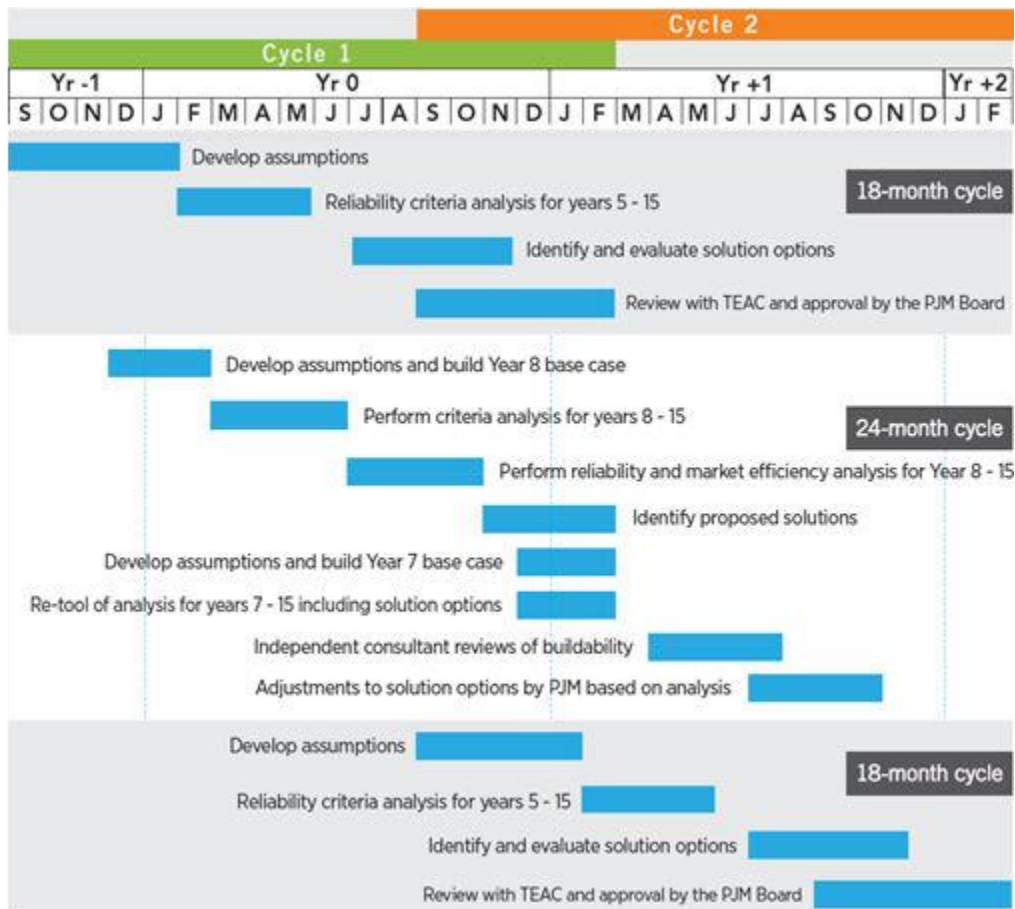 Cycle 2
Cycle 1
Yr -1 Yr 0 Yr +1 Yr +2
S O N D J F M A M J J A S O N D J F M A M J J A S O N D J F
Develop assumptions
18-month cycle
Reliability criteria analysis for years 5 - 15
Identify and evaluate solution options
Review with TEAC and approval by the PJM Board
Develop assumptions and build Year 8 base case
Perform criteria analysis for years 8 - 15
24-month cycle
Perform reliability and market efficiency analysis for Year 8 - 15
Identify proposed solutions
Develop assumptions and build Year 7 base case
Re-tool of analysis for years 7 - 15 including solution options
Independent consultant reviews of buildability
Adjustments to solution options by PJM based on analysis
Develop assumptions
18-month cycle
Reliability criteria analysis for years 5 - 15
Identify and evaluate solution options
Review with TEAC and approval by the PJM Board